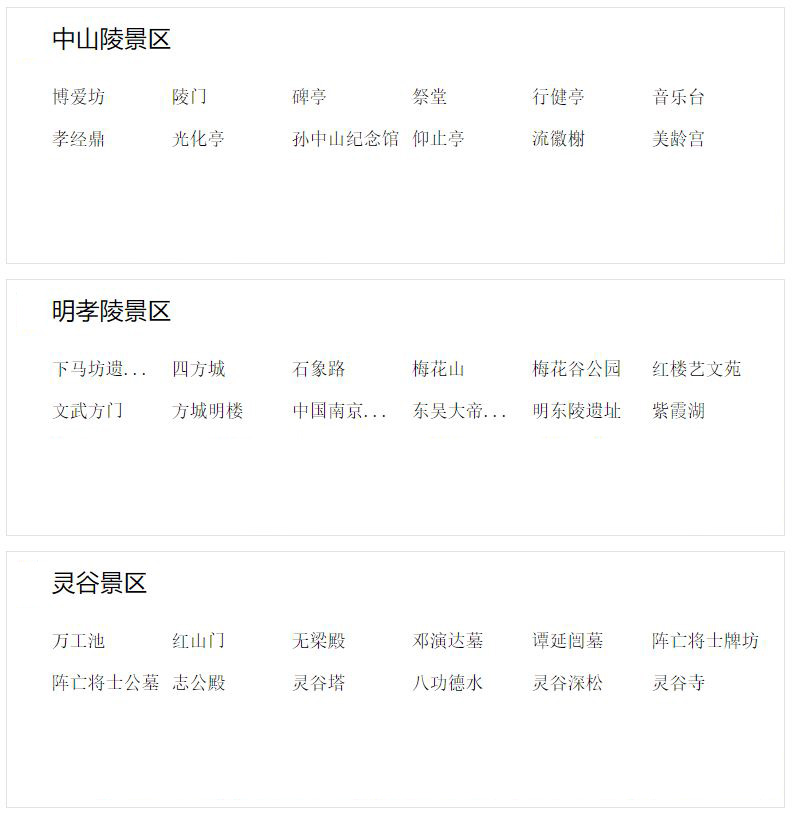 中山陵景区
博爱坊 陵门 碑亭 祭堂 行健亭 音乐台
孝经鼎 光化亭 孙中山纪念馆 仰止亭 流徽榭 美龄宫
明孝陵景区
下马坊遗... 四方城 石象路 梅花山 梅花谷公园 红楼艺文苑
文武方门 方城明楼 中国南京... 东吴大帝... 明东陵遗址 紫霞湖
灵谷景区
万工池 红山门 无梁殿 邓演达墓 谭延闿墓 阵亡将士牌坊
阵亡将士公墓 志公殿 灵谷塔 八功德水 灵谷深松 灵谷寺